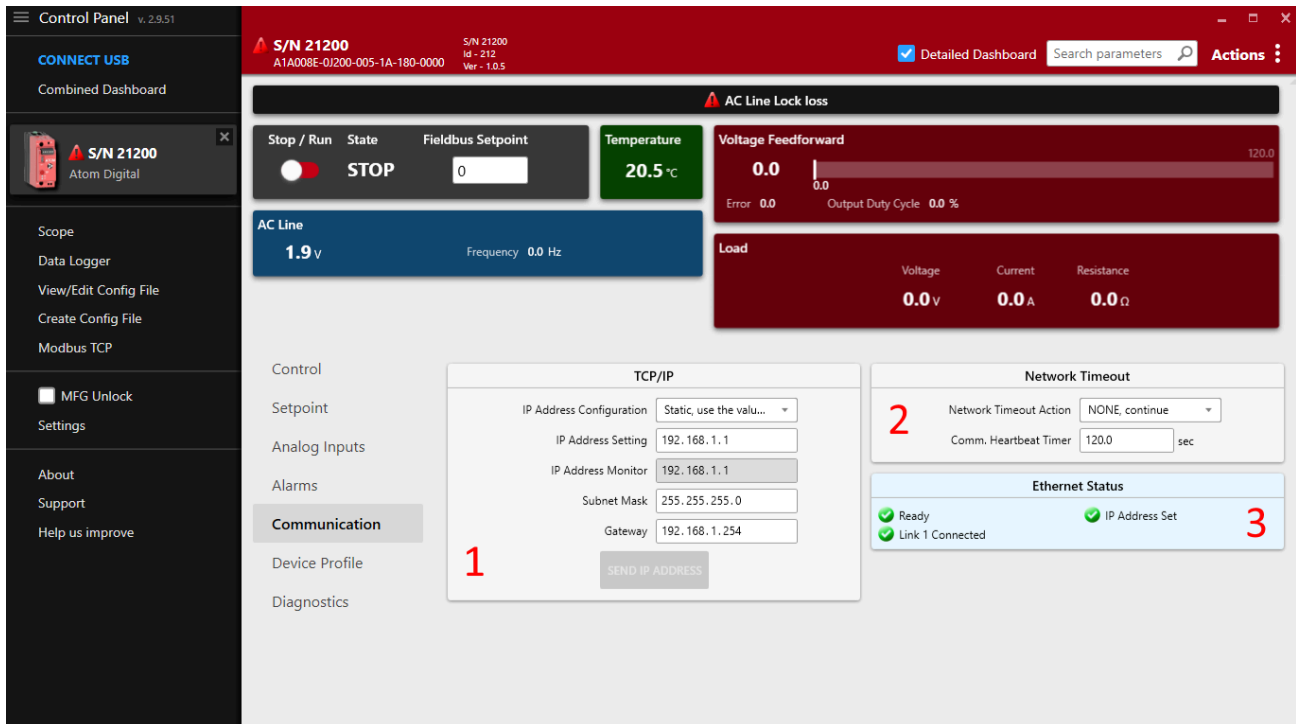 Control Panel v. 2.9.51
CONNECT USB
Combined Dashboard
S/N 21200
Atom Digital
Scope
Data Logger
View/Edit Config File
Create Config File
Modbus TCP
MFG Unlock
Settings
About
Support
Help us improve
S/N 21200
A1A008E-0J200-005-1A-180-0000
S/N 21200
Id - 212
Ver - 1.0.5
Detailed Dashboard
Search parameters
Actions
AC Line Lock loss
Stop / Run State Fieldbus Setpoint
STOP 0
Temperature
20.5 °C
Voltage Feedforward
120.0
0.0
0.0
Error 0.0 Output Duty Cycle 0.0 %
AC Line
1.9 V Frequency 0.0 Hz
Load
Voltage Current Resistance
0.0 V 0.0 A 0.0 Ω
Control
Setpoint
Analog Inputs
Alarms
Communication
Device Profile
Diagnostics
TCP/IP
IP Address Configuration Static, use the valu...
IP Address Setting 192.168.1.1
IP Address Monitor 192.168.1.1
Subnet Mask 255.255.255.0
Gateway 192.168.1.254
1
SEND IP ADDRESS
Network Timeout
2
Network Timeout Action NONE, continue
Comm. Heartbeat Timer 120.0 sec
Ethernet Status
Ready IP Address Set
Link 1 Connected
3